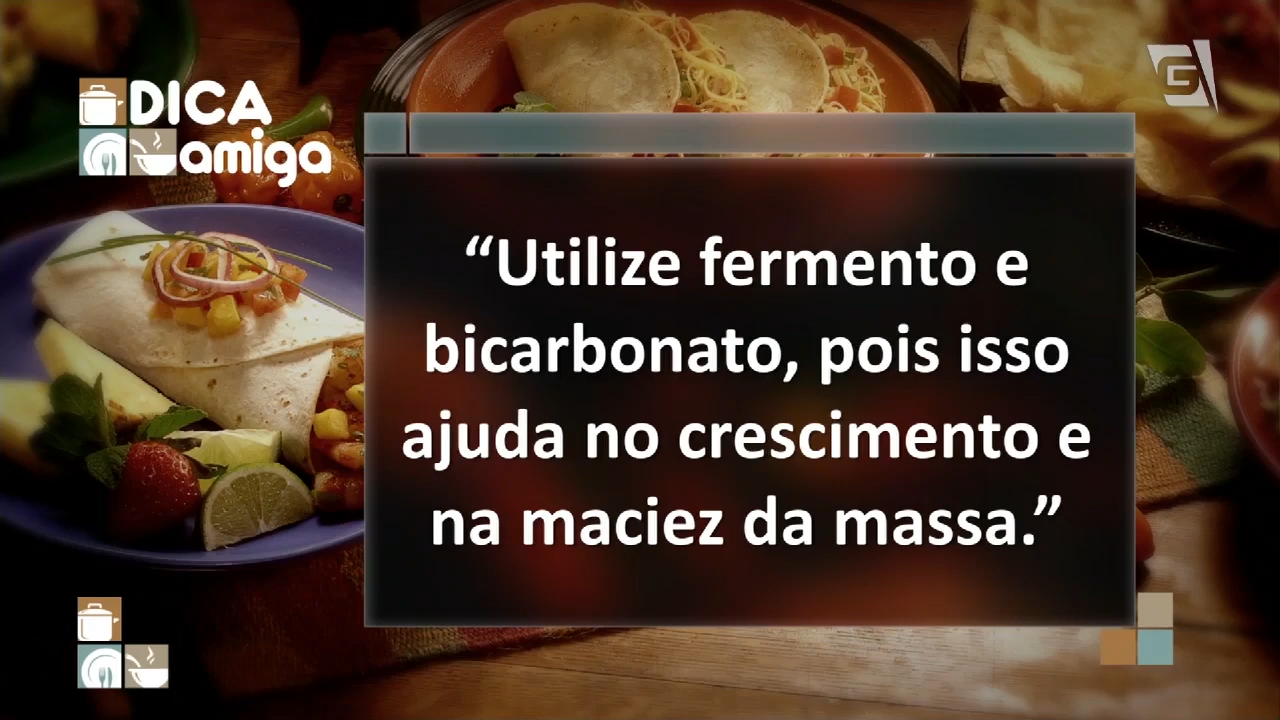 DICA
amiga
G
“Utilize fermento e
bicarbonato, pois isso
ajuda no crescimento e
na maciez da massa.”